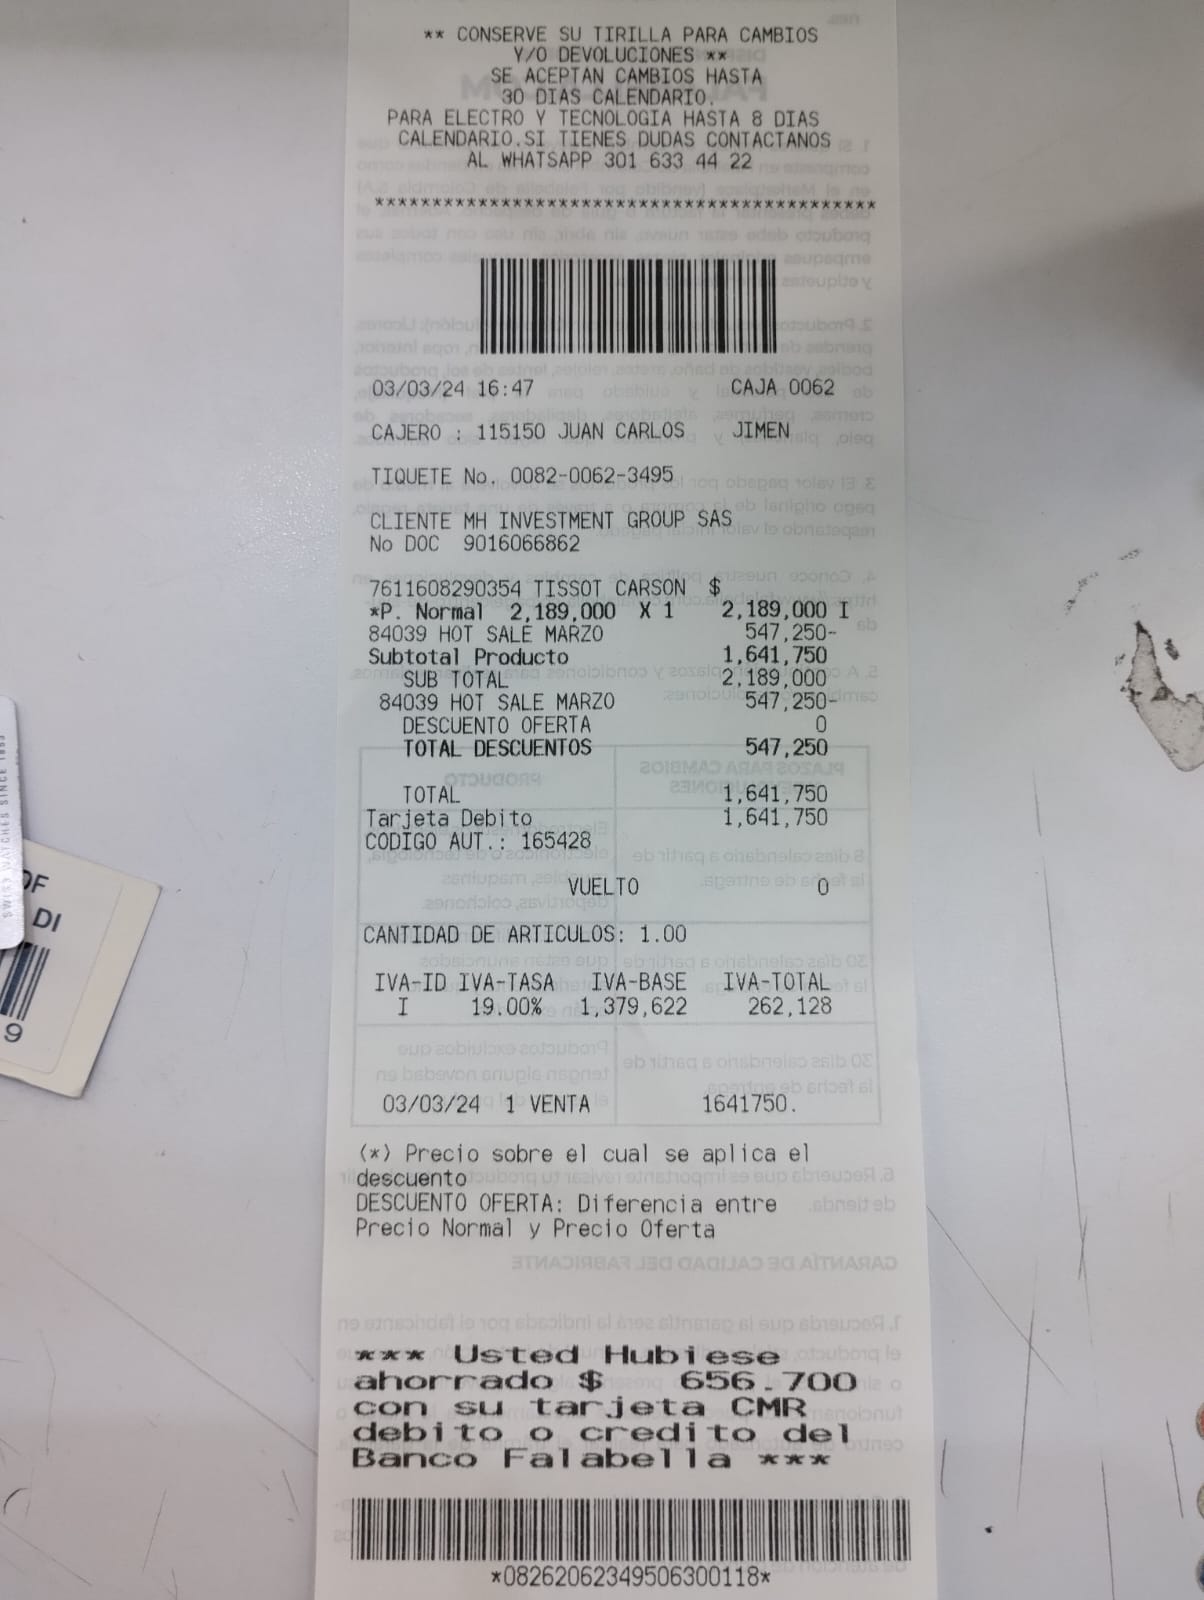 ** CONSERVE SU TIRILLA PARA CAMBIOS
Y/O DEVOLUCIONES **
SE ACEPTAN CAMBIOS HASTA
30 DIAS CALENDARIO.
PARA ELECTRO Y TECNOLOGIA HASTA 8 DIAS
CALENDARIO.SI TIENES DUDAS CONTACTANOS
AL WHATSAPP 301 633 44 22
*******************************************
03/03/24 16:47 CAJA 0062
CAJERO : 115150 JUAN CARLOS JIMEN
TIQUETE No. 0082-0062-3495
CLIENTE MH INVESTMENT GROUP SAS
No DOC 9016066862
7611608290354 TISSOT CARSON $
*P. Normal 2,189,000 X 1 2,189,000 I
84039 HOT SALE MARZO 547,250-
Subtotal Producto 1,641,750
SUB TOTAL 2,189,000
84039 HOT SALE MARZO 547,250-
DESCUENTO OFERTA 0
TOTAL DESCUENTOS 547,250
TOTAL 1,641,750
Tarjeta Debito 1,641,750
CODIGO AUT.: 165428
VUELTO 0
CANTIDAD DE ARTICULOS: 1.00
IVA-ID IVA-TASA IVA-BASE IVA-TOTAL
I 19.00% 1,379,622 262,128
03/03/24 1 VENTA 1641750.
(*) Precio sobre el cual se aplica el
descuento
DESCUENTO OFERTA: Diferencia entre
Precio Normal y Precio Oferta
*** Usted Hubiese
ahorrado $ 656.700
con su tarjeta CMR
debito o credito del
Banco Falabella ***
*08262062349506300118*
OF
DI
9